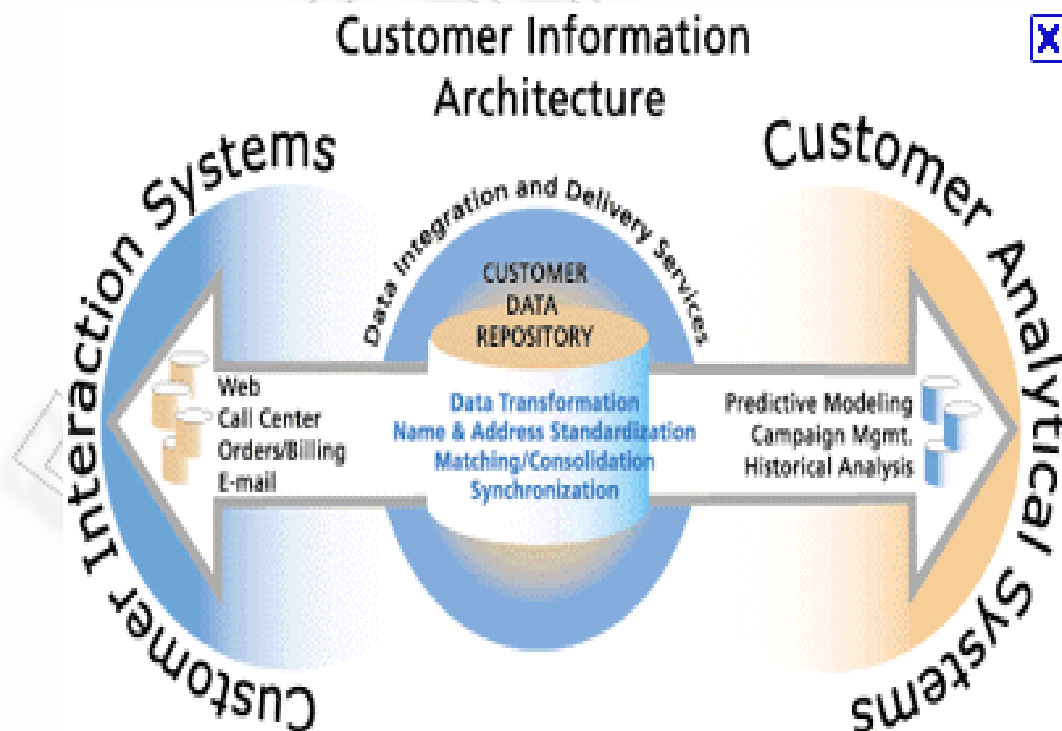 Customer Information
Architecture
Customer Interaction Systems
Data Integration and Delivery Services
Customer Analytical Systems
CUSTOMER
DATA
REPOSITORY
Web
Call Center
Orders/Billing
E-mail
Data Transformation
Name & Address Standardization
Matching/Consolidation
Synchronization
Predictive Modeling
Campaign Mgmt.
Historical Analysis
X